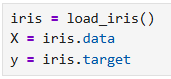 iris = load_iris()
X = iris.data
y = iris.target